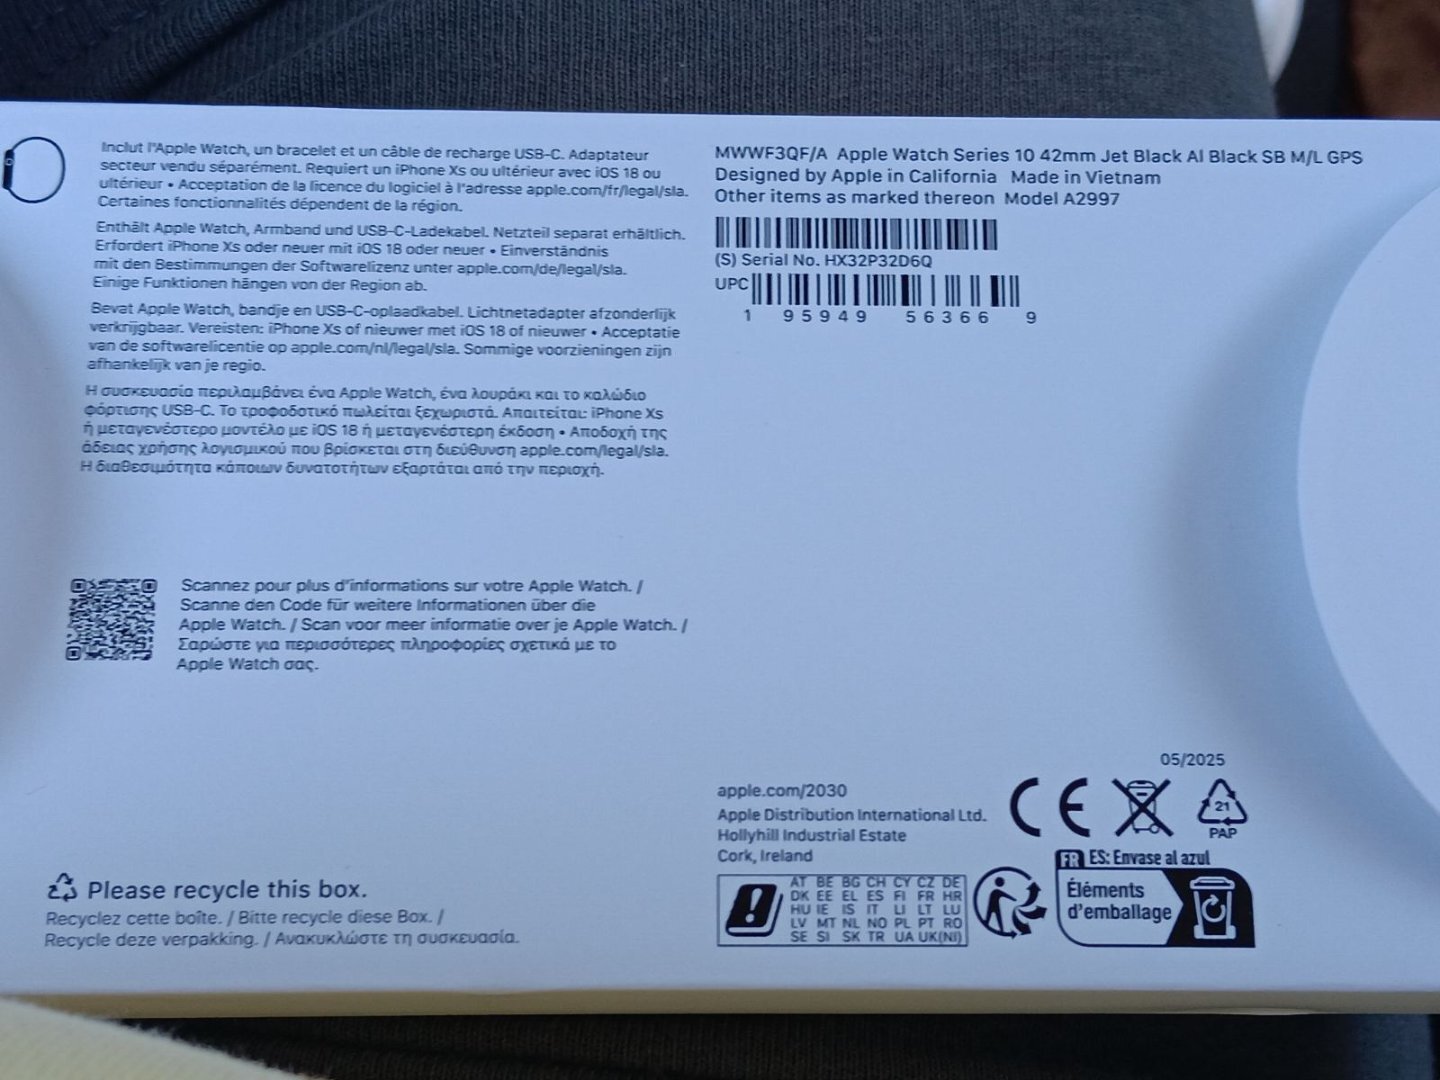 Inclut l'Apple Watch, un bracelet et un câble de recharge USB-C. Adaptateur
secteur vendu séparément. Requiert un iPhone Xs ou ultérieur avec iOS 18 ou
ultérieur • Acceptation de la licence du logiciel à l'adresse apple.com/fr/legal/sla.
Certaines fonctionnalités dépendent de la région.
Enthält Apple Watch, Armband und USB-C-Ladekabel. Netzteil separat erhältlich.
Erfordert iPhone Xs oder neuer mit iOS 18 oder neuer • Einverständnis
mit den Bestimmungen der Softwarelizenz unter apple.com/de/legal/sla.
Einige Funktionen hängen von der Region ab.
Bevat Apple Watch, bandje en USB-C-oplaadkabel. Lichtnetadapter afzonderlijk
verkrijgbaar. Vereisten: iPhone Xs of nieuwer met iOS 18 of nieuwer • Acceptatie
van de softwarelicentie op apple.com/nl/legal/sla. Sommige voorzieningen zijn
afhankelijk van je regio.
Η συσκευασία περιλαμβάνει ένα Apple Watch, ένα λουράκι και το καλώδιο
φόρτισης USB-C. Το τροφοδοτικό πωλείται ξεχωριστά. Απαιτείται: iPhone Xs
ή μεταγενέστερο μοντέλο με iOS 18 ή μεταγενέστερη έκδοση • Αποδοχή της
άδειας χρήσης λογισμικού που βρίσκεται στη διεύθυνση apple.com/legal/sla.
Η διαθεσιμότητα κάποιων δυνατοτήτων εξαρτάται από την περιοχή.
Scannez pour plus d'informations sur votre Apple Watch. /
Scanne den Code für weitere Informationen über die
Apple Watch. / Scan voor meer informatie over je Apple Watch. /
Σαρώστε για περισσότερες πληροφορίες σχετικά με το
Apple Watch σας.
Please recycle this box.
Recyclez cette boîte. / Bitte recycle diese Box. /
Recycle deze verpakking. / Ανακυκλώστε τη συσκευασία.
MWWF3QF/A Apple Watch Series 10 42mm Jet Black Al Black SB M/L GPS
Designed by Apple in California Made in Vietnam
Other items as marked thereon Model A2997
(S) Serial No. HX32P32D6Q
UPC
1 95949 56366 9
05/2025
apple.com/2030
Apple Distribution International Ltd.
Hollyhill Industrial Estate
Cork, Ireland
CE
21
PAP
AT BE BG CH CY CZ DE
DK EE EL ES FI FR HR
HU IE IS IT LI LT LU
LV MT NL NO PL PT RO
SE SI SK TR UA UK(NI)
FR ES: Envase al azul
Éléments
d'emballage